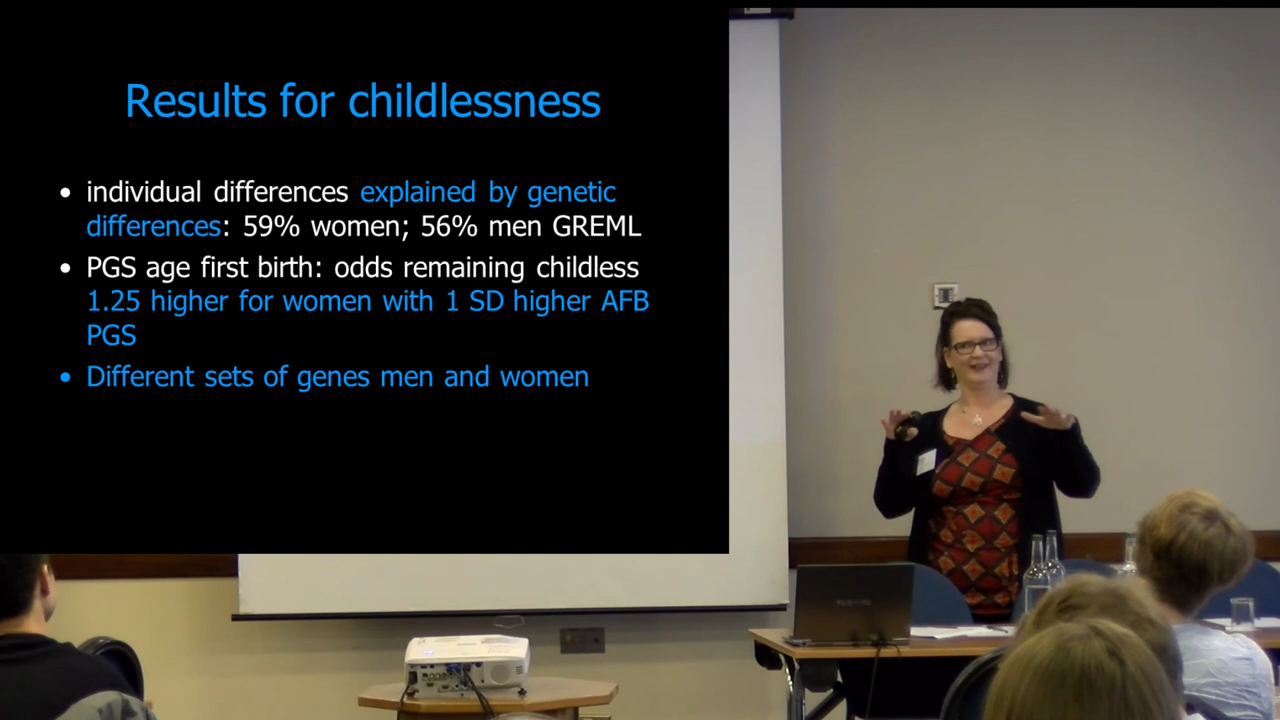 Results for childlessness
• individual differences explained by genetic
differences: 59% women; 56% men GREML
• PGS age first birth: odds remaining childless
1.25 higher for women with 1 SD higher AFB
PGS
• Different sets of genes men and women
TOSHIBA